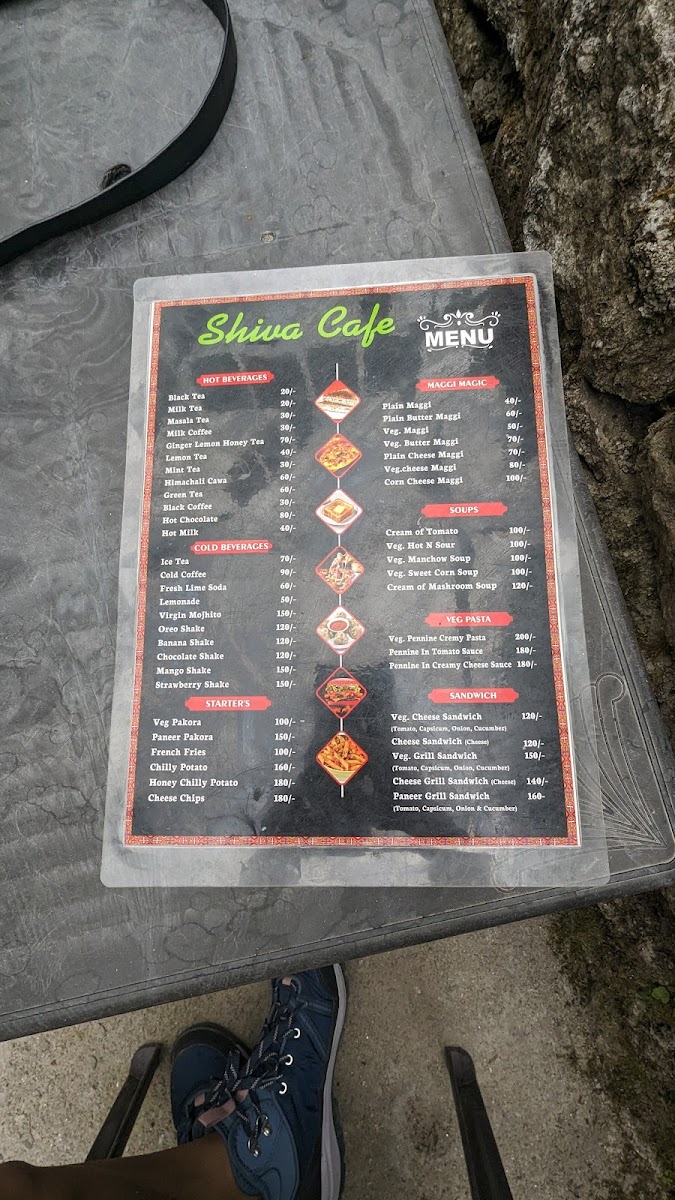 Shiva Cafe
MENU
HOT BEVERAGES
Black Tea 20/-
Milk Tea 20/-
Masala Tea 30/-
Milk Coffee 30/-
Ginger Lemon Honey Tea 70/-
Lemon Tea 40/-
Mint Tea 30/-
Himachali Cawa 60/-
Green Tea 60/-
Black Coffee 30/-
Hot Chocolate 80/-
Hot Milk 40/-
COLD BEVERAGES
Ice Tea 70/-
Cold Coffee 90/-
Fresh Lime Soda 60/-
Lemonade 50/-
Virgin Mojhito 150/-
Oreo Shake 120/-
Banana Shake 120/-
Chocolate Shake 120/-
Mango Shake 150/-
Strawberry Shake 150/-
STARTER'S
Veg Pakora 100/-
Paneer Pakora 150/-
French Fries 100/-
Chilly Potato 160/-
Honey Chilly Potato 180/-
Cheese Chips 180/-
MAGGI MAGIC
Plain Maggi 40/-
Plain Butter Maggi 60/-
Veg. Maggi 50/-
Veg. Butter Maggi 70/-
Plain Cheese Maggi 70/-
Veg.cheese Maggi 80/-
Corn Cheese Maggi 100/-
SOUPS
Cream of Tomato 100/-
Veg. Hot N Sour 100/-
Veg. Manchow Soup 100/-
Veg. Sweet Corn Soup 100/-
Cream of Mashroom Soup 120/-
VEG PASTA
Veg. Pennine Cremy Pasta 200/-
Pennine In Tomato Sauce 180/-
Pennine In Creamy Cheese Sauce 180/-
SANDWICH
Veg. Cheese Sandwich 120/-
(Tomato, Capsicum, Onion, Cucumber)
Cheese Sandwich (Cheese) 120/-
Veg. Grill Sandwich 150/-
(Tomato, Capsicum, Onion, Cucumber)
Cheese Grill Sandwich (Cheese) 140/-
Paneer Grill Sandwich 160-
(Tomato, Capsicum, Onion & Cucumber)